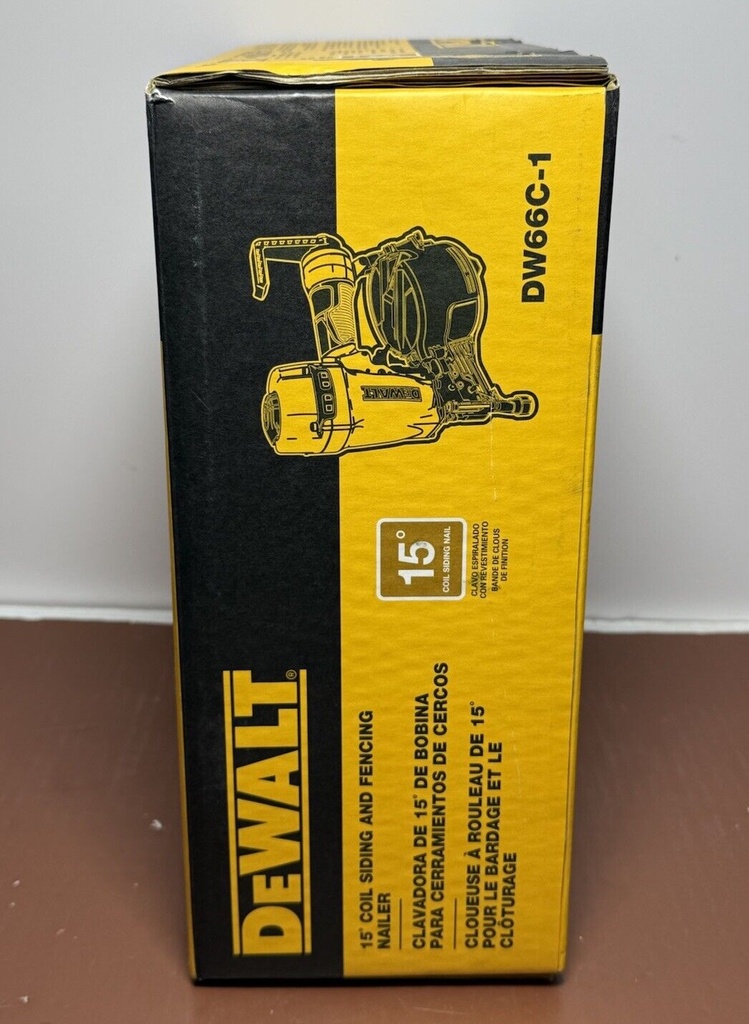 DEWALT®
15° COIL SIDING AND FENCING
NAILER
CLAVADORA DE 15° DE BOBINA
PARA CERRAMIENTOS DE CERCOS
CLOUEUSE À ROULEAU DE 15°
POUR LE BARDAGE ET LE
CLÔTURAGE
15°
COIL SIDING NAIL
CLAVO ESPIRALADO
CON REVESTIMIENTO
BANDE DE CLOUS
DE FINITION
DEWALT
DW66C-1